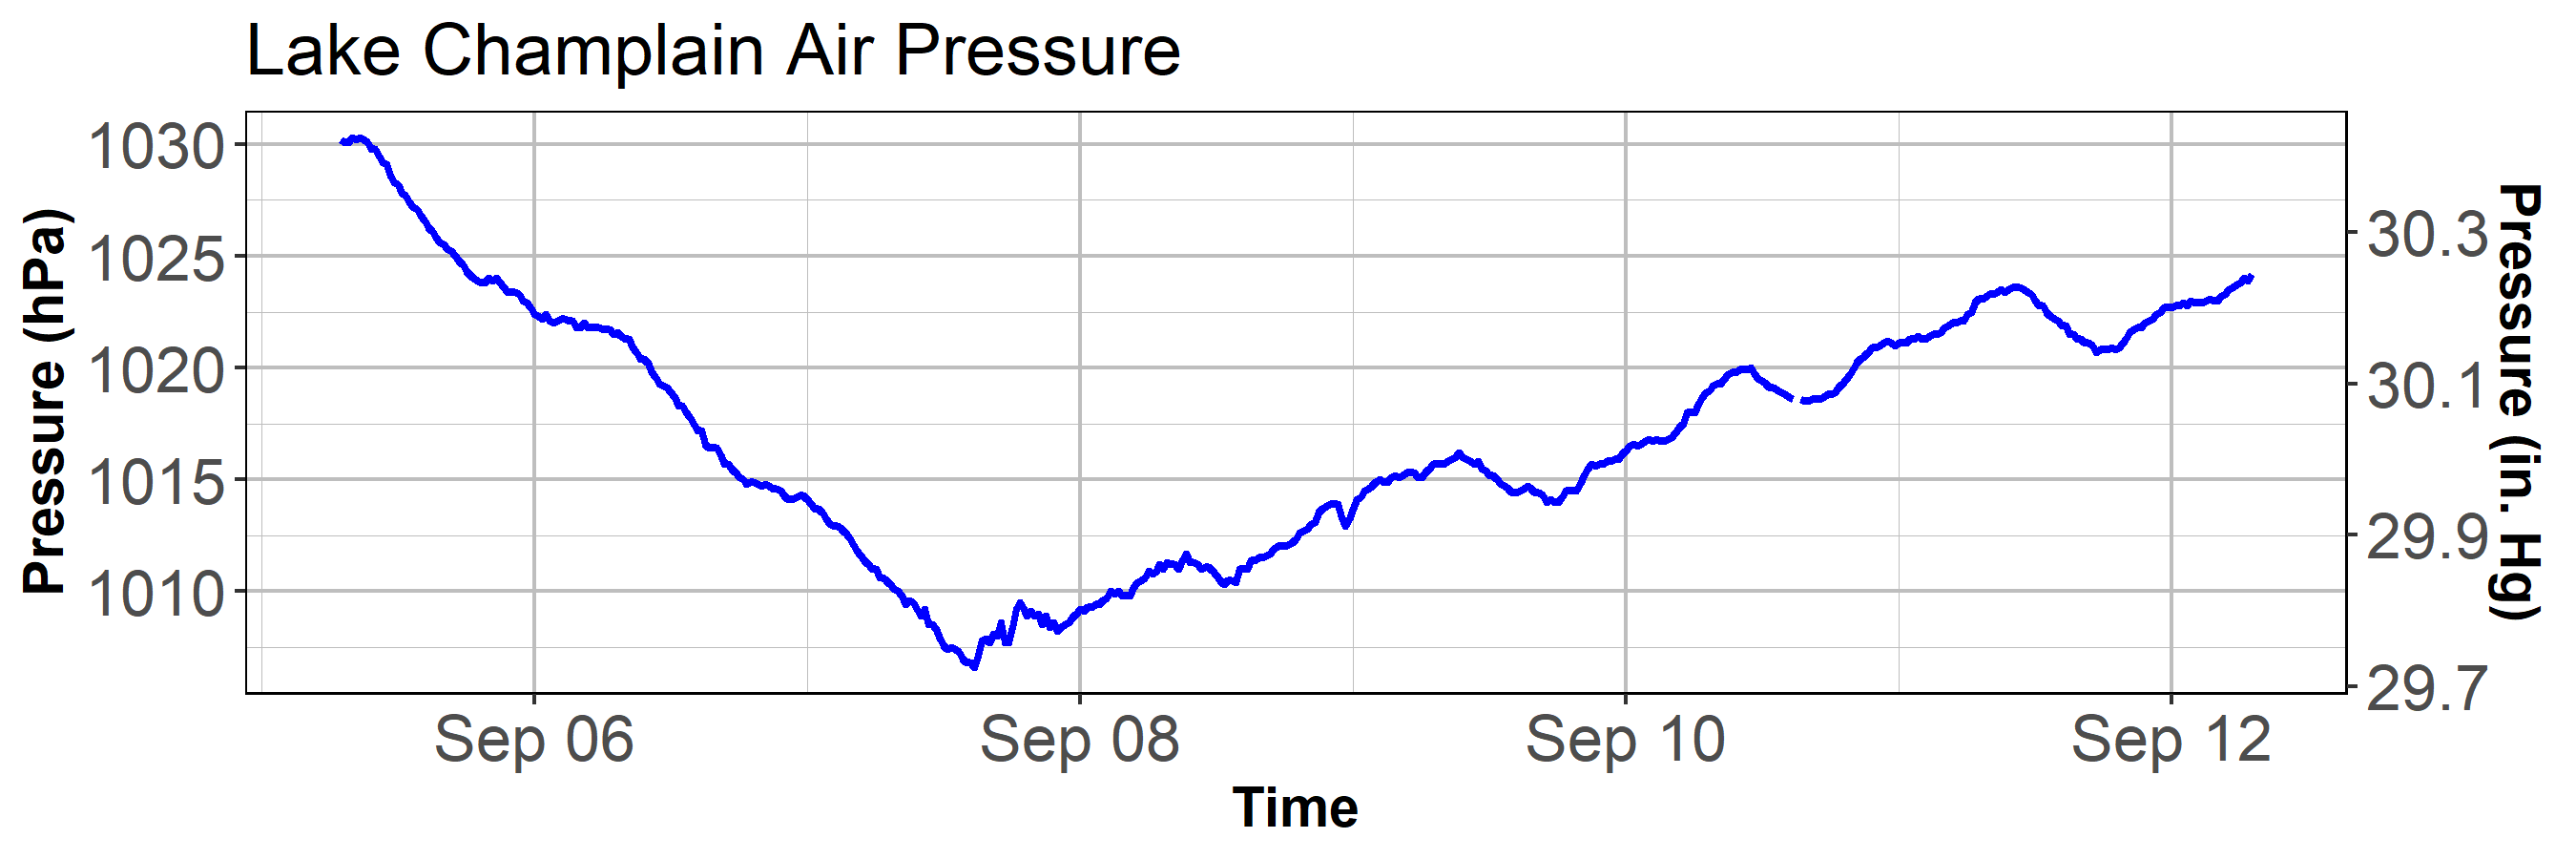 Lake Champlain Air Pressure
Pressure (hPa)
1030
1025
1020
1015
1010
30.3
30.1
29.9
29.7
Pressure (in. Hg)
Sep 06
Sep 08
Sep 10
Sep 12
Time